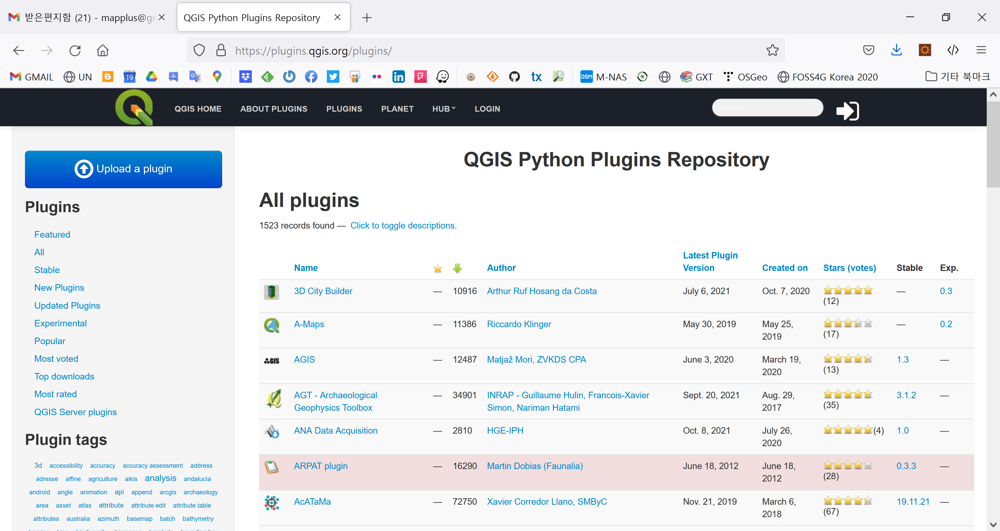 받은편지함 (21) - mapplus@gm
QGIS Python Plugins Repository
https://plugins.qgis.org/plugins/
GMAIL UN 19 DSM M-NAS GXT OSGeo FOSS4G Korea 2020 기타 북마크
QGIS HOME ABOUT PLUGINS PLUGINS PLANET HUB LOGIN Search
Upload a plugin
Plugins
Featured
All
Stable
New Plugins
Updated Plugins
Experimental
Popular
Most voted
Top downloads
Most rated
QGIS Server plugins
Plugin tags
3d accessibility accuracy accuracy assessment address
adresse affine agriculture alkis analysis andalucía
android angle animation api append arcgis archaeology
area asset atlas attribute attribute edit attribute table
attributes australia azimuth basemap batch bathymetry
QGIS Python Plugins Repository
All plugins
1523 records found — Click to toggle descriptions.
Latest Plugin
Name Author Version Created on Stars (votes) Stable Exp.
3D City Builder — 10916 Arthur Ruf Hosang da Costa July 6, 2021 Oct. 7, 2020 — 0.3
(12)
A-Maps — 11386 Riccardo Klinger May 30, 2019 May 25, — 0.2
2019 (17)
AGIS — 12487 Matjaž Mori, ZVKDS CPA June 3, 2020 March 19, 1.3 —
2020 (13)
AGT - Archaeological — 34901 INRAP - Guillaume Hulin, Francois-Xavier Sept. 20, 2021 Aug. 29, 3.1.2 —
Geophysics Toolbox Simon, Nariman Hatami 2017 (35)
ANA Data Acquisition — 2810 HGE-IPH Oct. 8, 2021 July 26, (4) 1.0 —
2020
ARPAT plugin — 16290 Martin Dobias (Faunalia) June 18, 2012 June 18, 0.3.3 —
2012 (28)
AcATaMa — 72750 Xavier Corredor Llano, SMByC Nov. 21, 2019 March 6, 19.11.21 —
2018 (67)